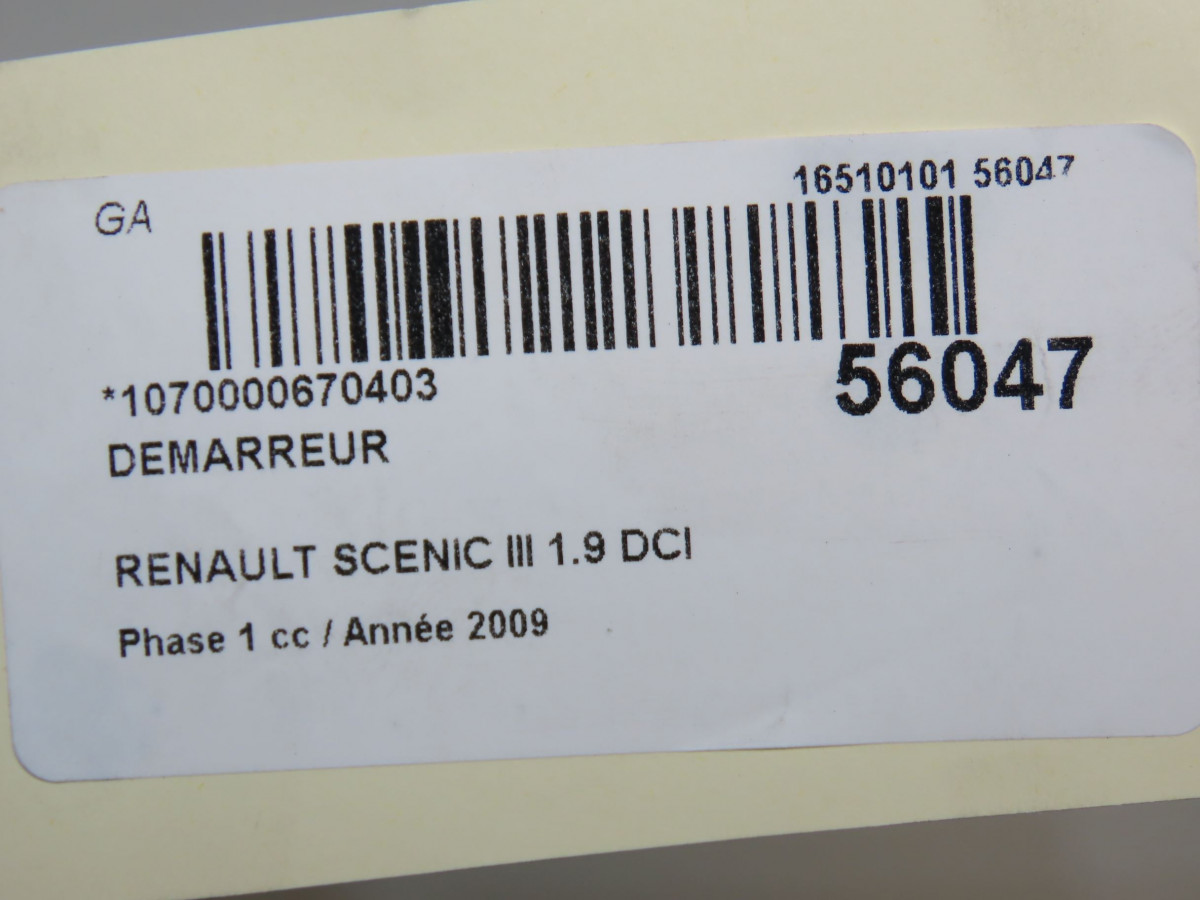 GA
16510101 56047
*1070000670403
56047
DEMARREUR
RENAULT SCENIC III 1.9 DCI
Phase 1 cc / Année 2009